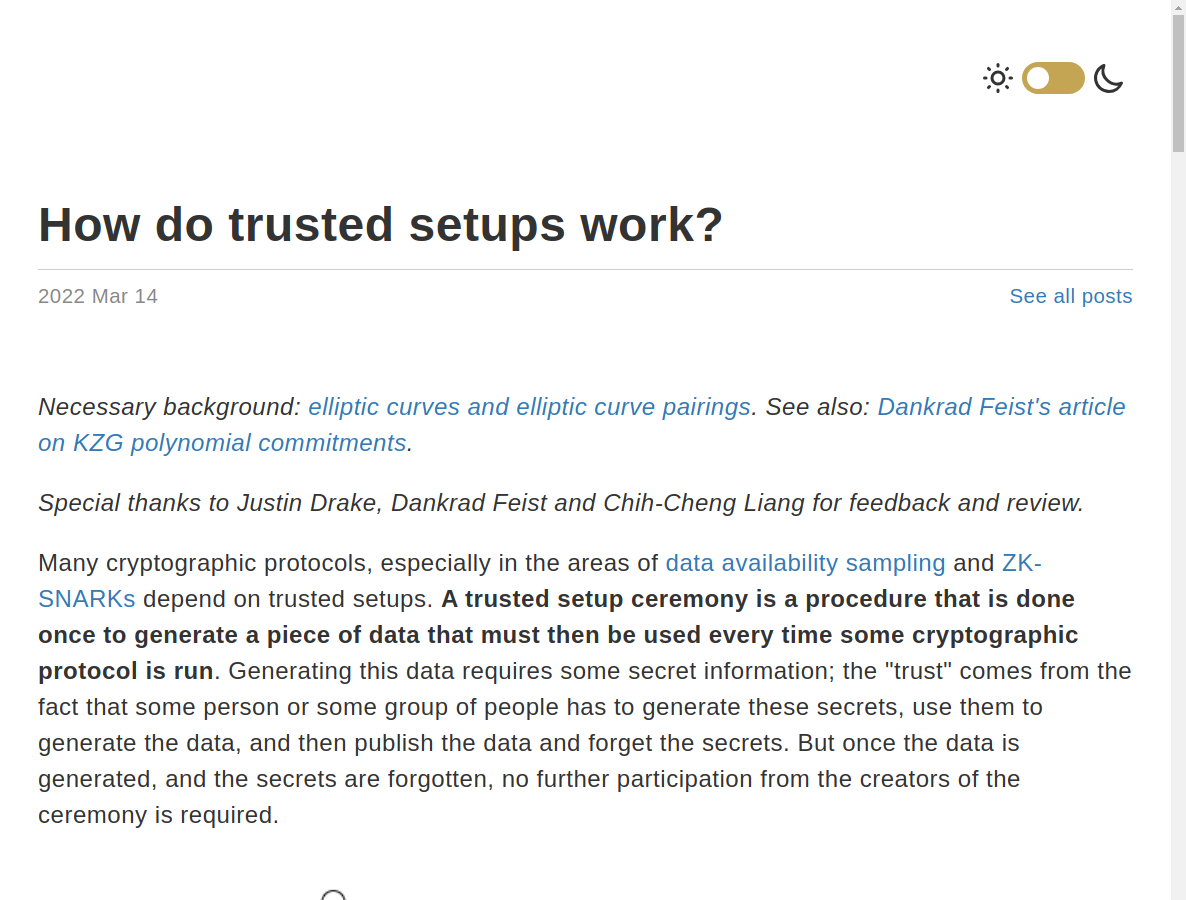 How do trusted setups work?
2022 Mar 14 See all posts
Necessary background: elliptic curves and elliptic curve pairings. See also: Dankrad Feist's article
on KZG polynomial commitments.
Special thanks to Justin Drake, Dankrad Feist and Chih-Cheng Liang for feedback and review.
Many cryptographic protocols, especially in the areas of data availability sampling and ZK-
SNARKs depend on trusted setups. A trusted setup ceremony is a procedure that is done
once to generate a piece of data that must then be used every time some cryptographic
protocol is run. Generating this data requires some secret information; the "trust" comes from the
fact that some person or some group of people has to generate these secrets, use them to
generate the data, and then publish the data and forget the secrets. But once the data is
generated, and the secrets are forgotten, no further participation from the creators of the
ceremony is required.